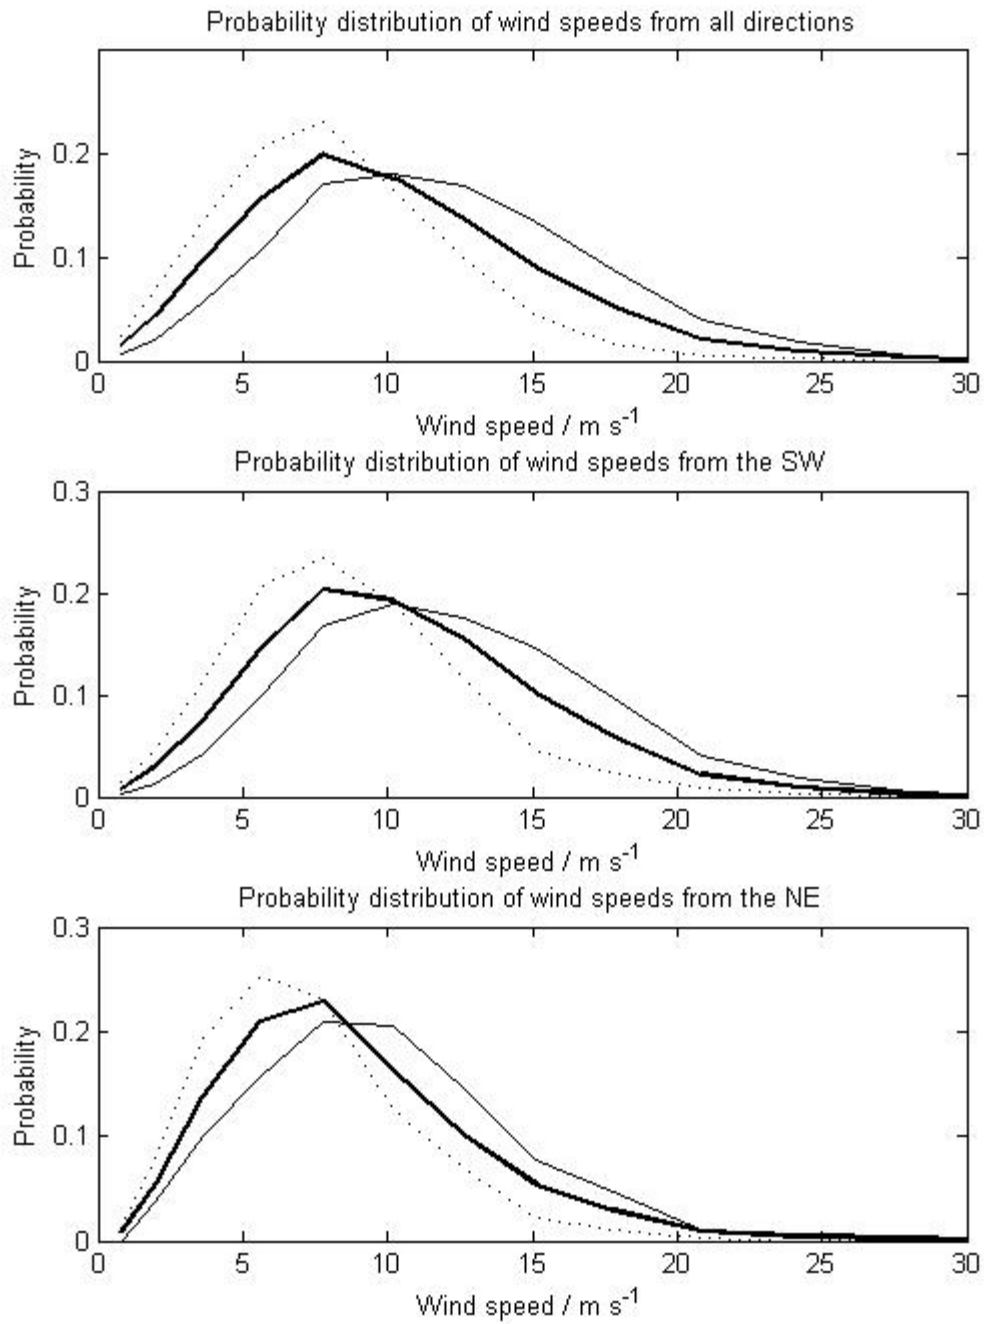 Probability distribution of wind speeds from all directions
Probability
0.2
0.1
0
0 5 10 15 20 25 30
Wind speed / m s⁻¹
Probability distribution of wind speeds from the SW
Probability
0.3
0.2
0.1
0
0 5 10 15 20 25 30
Wind speed / m s⁻¹
Probability distribution of wind speeds from the NE
Probability
0.3
0.2
0.1
0
0 5 10 15 20 25 30
Wind speed / m s⁻¹